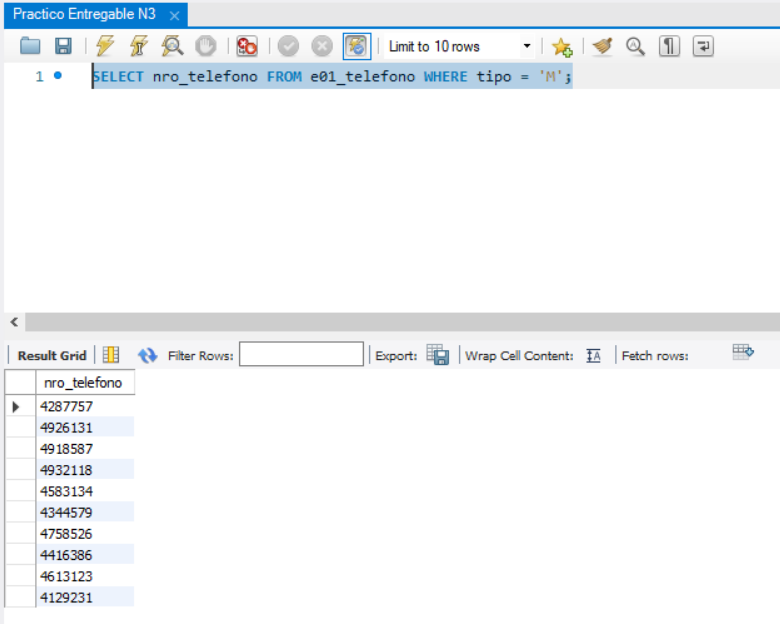 Practico Entregable N3
Limit to 10 rows
1 SELECT nro_telefono FROM e01_telefono WHERE tipo = 'M';
Result Grid Filter Rows: Export: Wrap Cell Content: Fetch rows:
nro_telefono
4287757
4926131
4918587
4932118
4583134
4344579
4758526
4416386
4613123
4129231